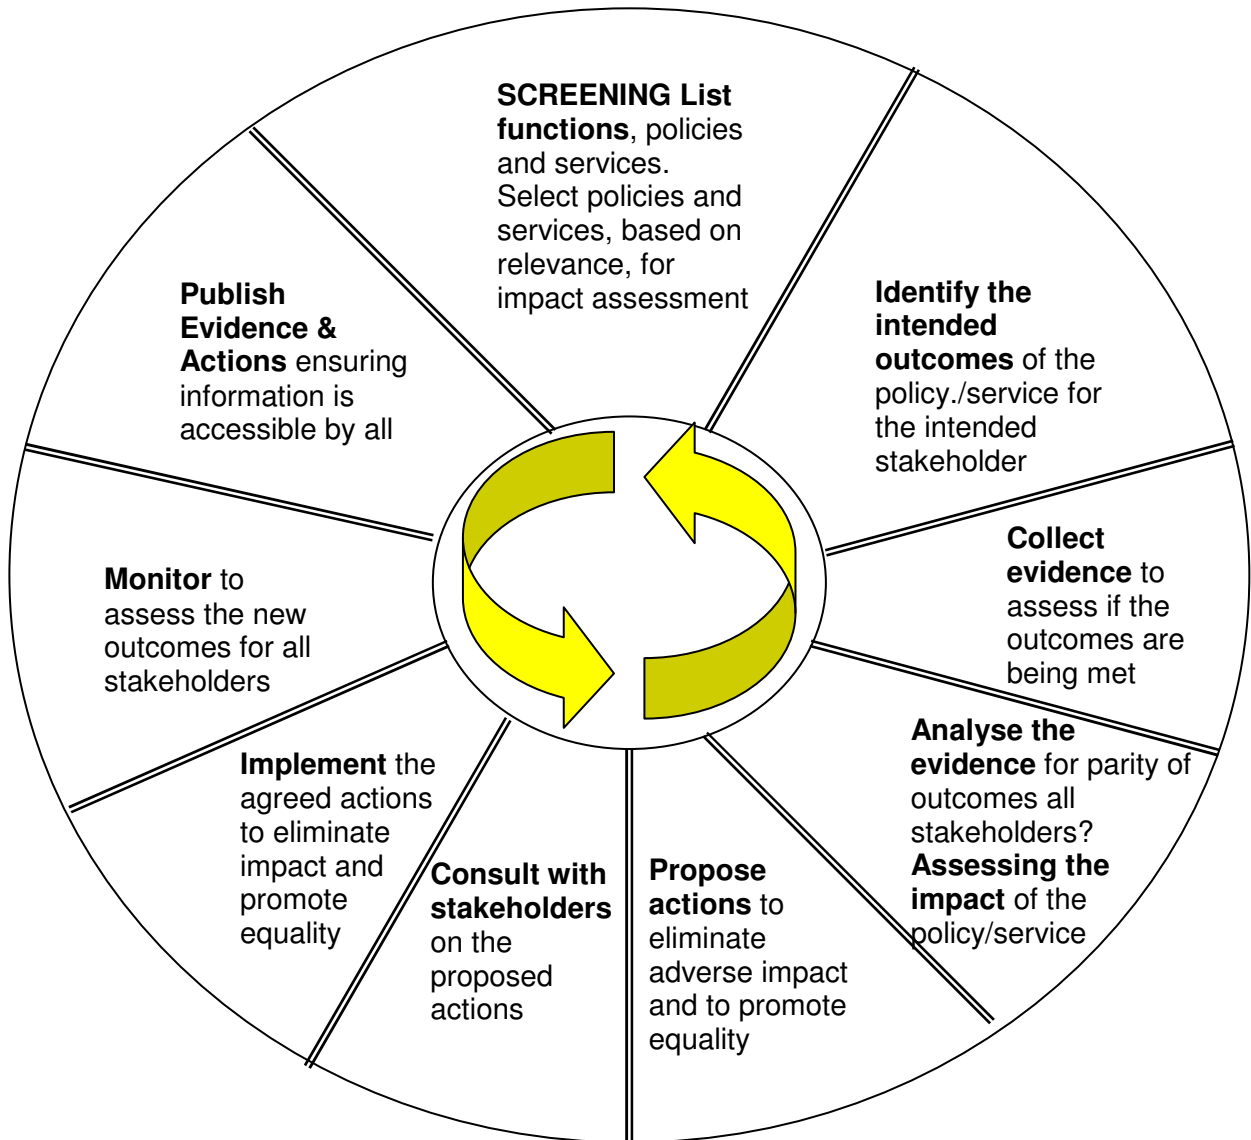 SCREENING List
functions, policies
and services.
Select policies and
services, based on
relevance, for
impact assessment
Identify the
intended
outcomes of the
policy./service for
the intended
stakeholder
Collect
evidence to
assess if the
outcomes are
being met
Analyse the
evidence for parity of
outcomes all
stakeholders?
Assessing the
impact of the
policy/service
Propose
actions to
eliminate
adverse impact
and to promote
equality
Consult with
stakeholders
on the
proposed
actions
Implement the
agreed actions
to eliminate
impact and
promote
equality
Monitor to
assess the new
outcomes for all
stakeholders
Publish
Evidence &
Actions ensuring
information is
accessible by all